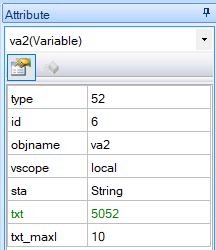 Attribute
va2(Variable)
type 52
id 6
objname va2
vscope local
sta String
txt 5052
txt_maxl 10